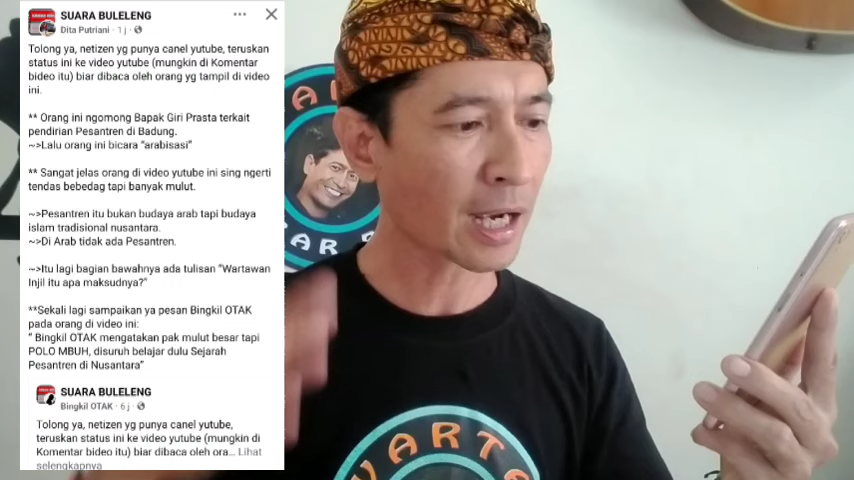 SUARA BULELENG
Dita Putriani · 1 j ·
Tolong ya, netizen yg punya canel yutube, teruskan
status ini ke video yutube (mungkin di Komentar
bideo itu) biar dibaca oleh orang yg tampil di video
ini.
** Orang ini ngomong Bapak Giri Prasta terkait
pendirian Pesantren di Badung.
~>Lalu orang ini bicara "arabisasi"
** Sangat jelas orang di video yutube ini sing ngerti
tendas bebedag tapi banyak mulut.
~>Pesantren itu bukan budaya arab tapi budaya
islam tradisional nusantara.
~>Di Arab tidak ada Pesantren.
~>Itu lagi bagian bawahnya ada tulisan "Wartawan
Injil itu apa maksudnya?"
**Sekali lagi sampaikan ya pesan Bingkil OTAK
pada orang di video ini:
" Bingkil OTAK mengatakan pak mulut besar tapi
POLO MBUH, disuruh belajar dulu Sejarah
Pesantren di Nusantara"
SUARA BULELENG
Bingkil OTAK · 6 j ·
Tolong ya, netizen yg punya canel yutube,
teruskan status ini ke video yutube (mungkin di
Komentar bideo itu) biar dibaca oleh ora... Lihat
selengkapnya
WARTE